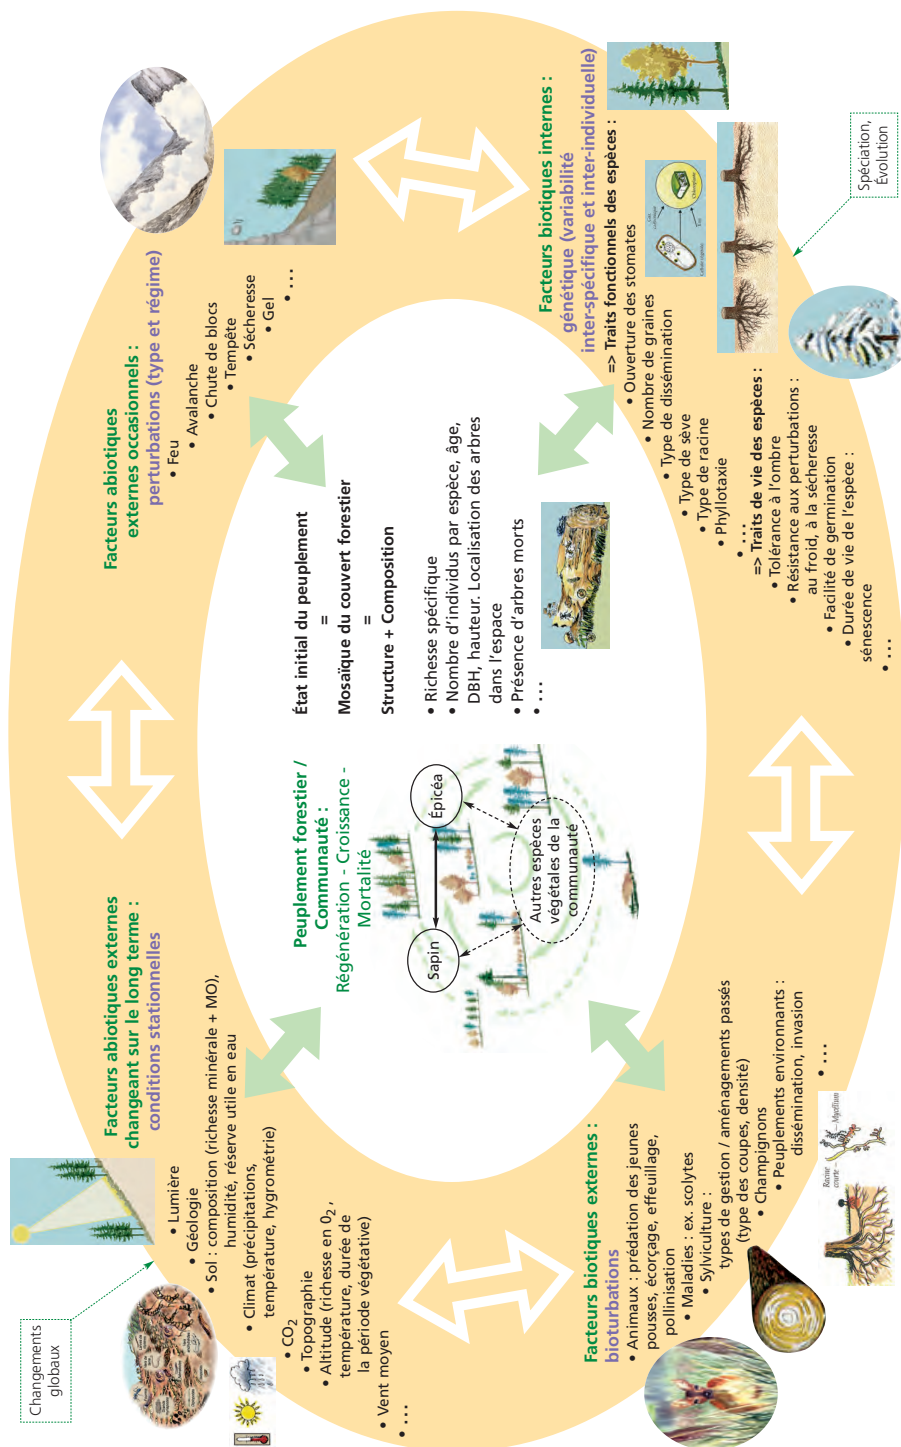 Changements
globaux
Facteurs abiotiques externes
changeant sur le long terme :
conditions stationnelles
• Lumière
• Géologie
• Sol : composition (richesse minérale + MO),
humidité, réserve utile en eau
• Climat (précipitations,
température, hygrométrie)
• CO2
• Topographie
• Altitude (richesse en 02,
température, durée de
la période végétative)
• Vent moyen
• ...
Facteurs abiotiques
externes occasionnels :
perturbations (type et régime)
• Feu
• Avalanche
• Chute de blocs
• Tempête
• Sécheresse
• Gel
• ...
Peuplement forestier /
Communauté :
Régénération - Croissance -
Mortalité
Sapin
Épicéa
Autres espèces
végétales de la
communauté
État initial du peuplement
=
Mosaïque du couvert forestier
=
Structure + Composition
• Richesse spécifique
• Nombre d'individus par espèce, âge,
DBH, hauteur. Localisation des arbres
dans l'espace
• Présence d'arbres morts
• ...
Facteurs biotiques externes :
bioturbations
• Animaux : prédation des jeunes
pousses, écorçage, effeuillage,
pollinisation
• Maladies : ex. scolytes
• Sylviculture :
types de gestion / aménagements passés
(type des coupes, densité)
• Champignons
• Peuplements environnants :
dissémination, invasion
• ...
Racine
courte
Mycélium
Facteurs biotiques internes :
génétique (variabilité
inter-spécifique et inter-individuelle)
=> Traits fonctionnels des espèces :
• Ouverture des stomates
• Nombre de graines
• Type de dissémination
• Type de sève
• Type de racine
• Phyllotaxie
• ...
=> Traits de vie des espèces :
• Tolérance à l'ombre
• Résistance aux perturbations :
au froid, à la sécheresse
• Facilité de germination
• Durée de vie de l'espèce :
sénescence
• ...
Spéciation,
Évolution